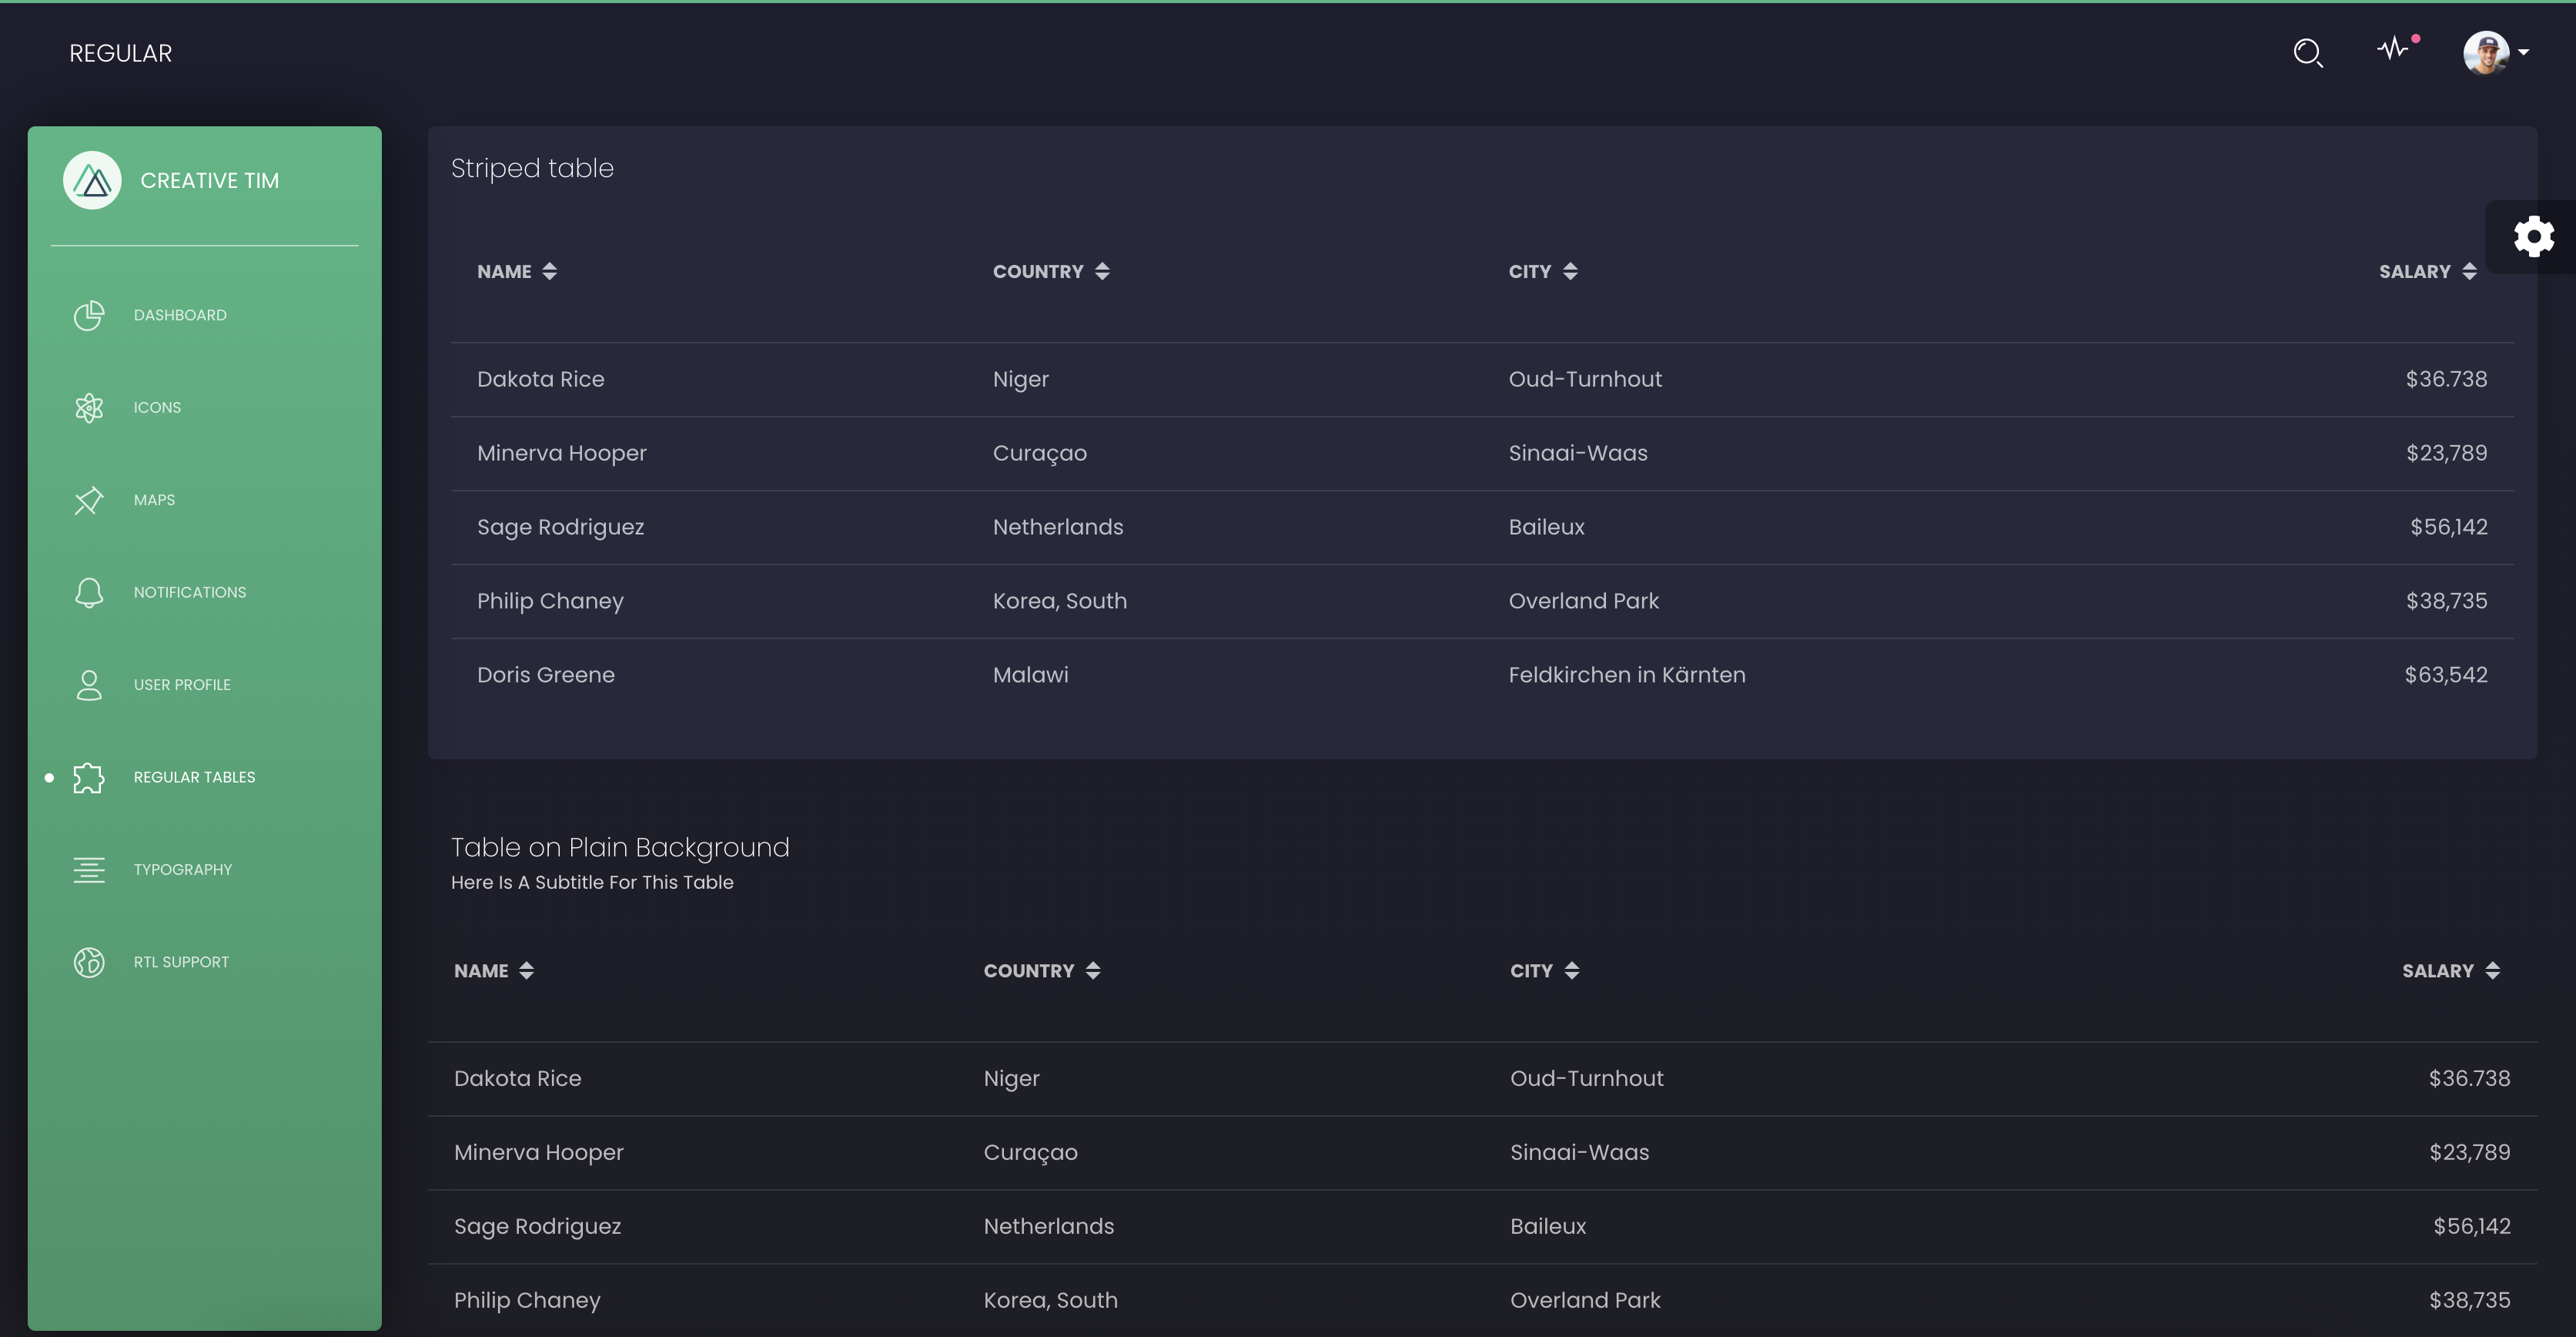 REGULAR
CREATIVE TIM
DASHBOARD
ICONS
MAPS
NOTIFICATIONS
USER PROFILE
REGULAR TABLES
TYPOGRAPHY
RTL SUPPORT
Striped table
NAME COUNTRY CITY SALARY
Dakota Rice Niger Oud-Turnhout $36.738
Minerva Hooper Curaçao Sinaai-Waas $23,789
Sage Rodriguez Netherlands Baileux $56,142
Philip Chaney Korea, South Overland Park $38,735
Doris Greene Malawi Feldkirchen in Kärnten $63,542
Table on Plain Background
Here Is A Subtitle For This Table
NAME COUNTRY CITY SALARY
Dakota Rice Niger Oud-Turnhout $36.738
Minerva Hooper Curaçao Sinaai-Waas $23,789
Sage Rodriguez Netherlands Baileux $56,142
Philip Chaney Korea, South Overland Park $38,735